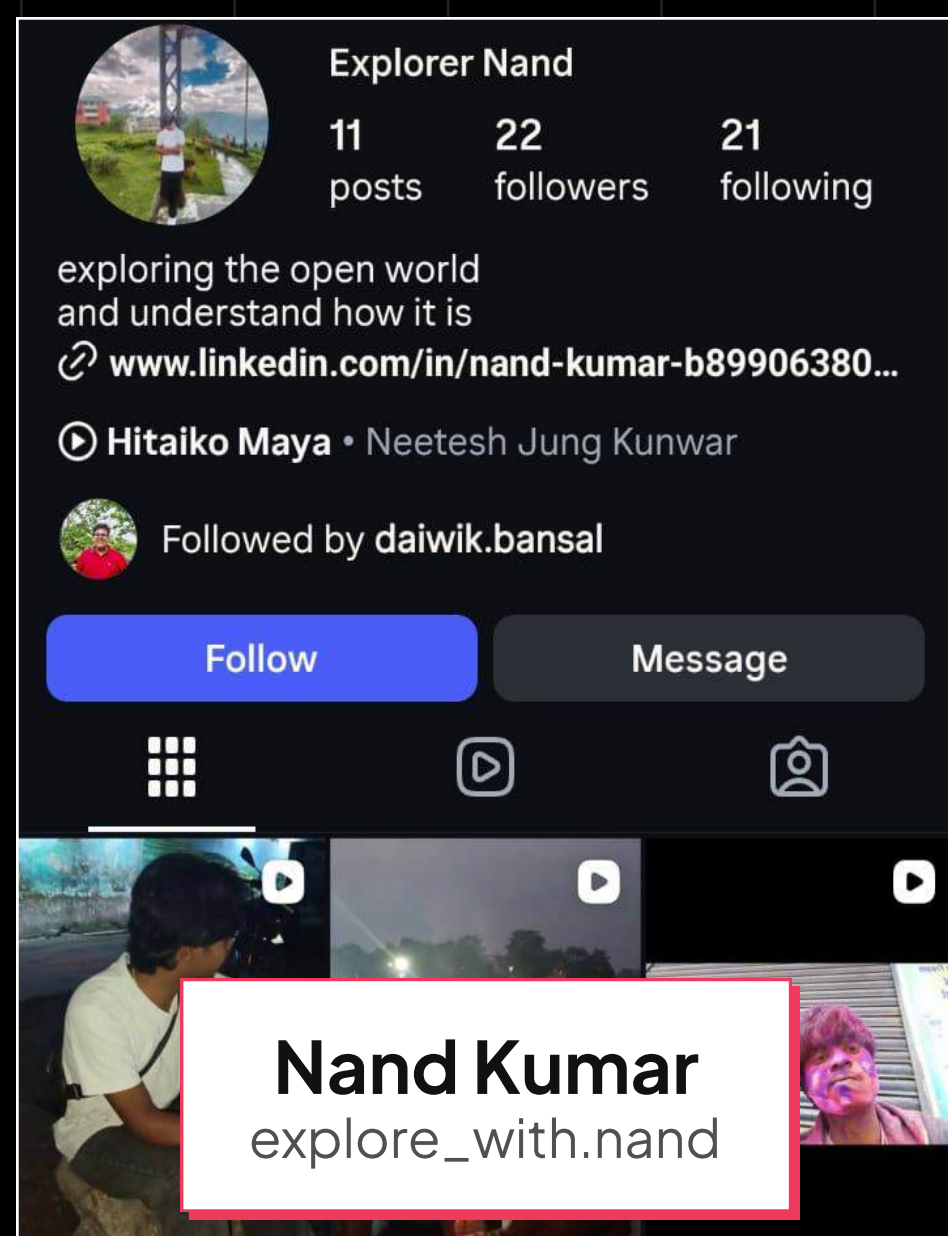 Explorer Nand
11 22 21
posts followers following
exploring the open world
and understand how it is
www.linkedin.com/in/nand-kumar-b89906380...
Hitaiko Maya • Neetesh Jung Kunwar
Followed by daiwik.bansal
Follow Message
Nand Kumar
explore_with.nand